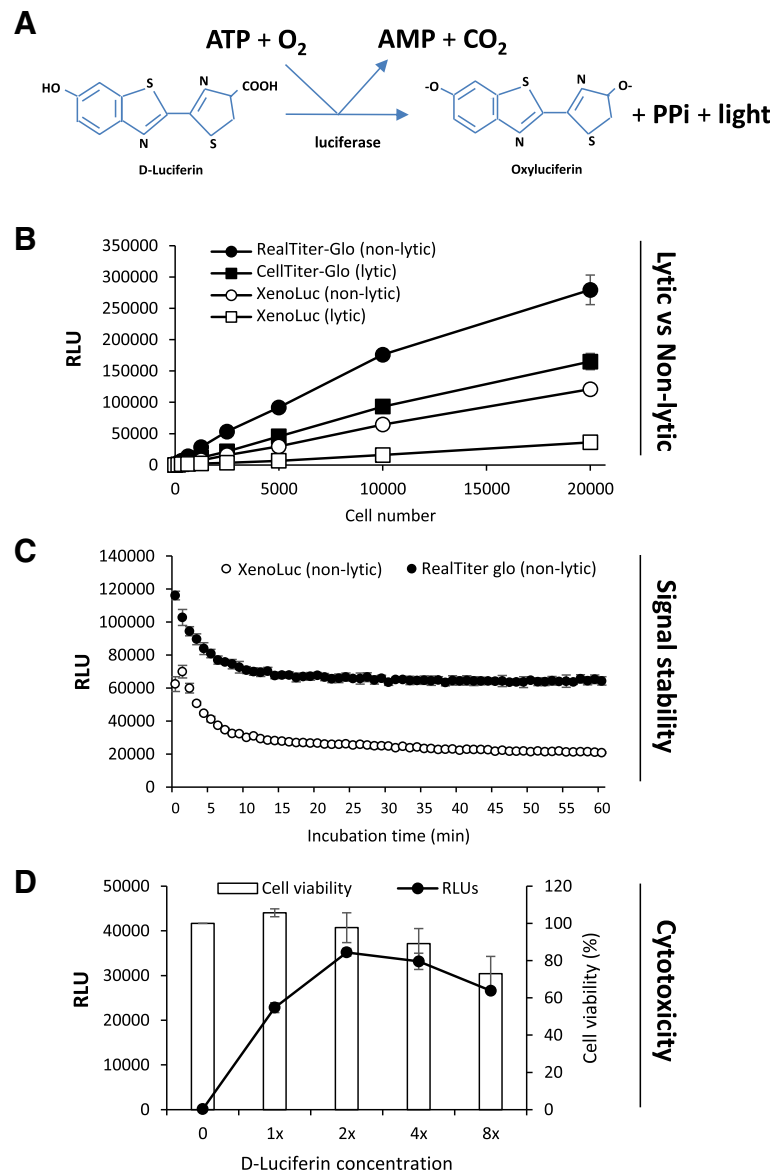 A
ATP + O2
AMP + CO2
HO
S
N
COOH
N
S
D-Luciferin
luciferase
-O
S
N
O-
N
S
Oxyluciferin
+ PPi + light
B
350000
300000
250000
200000
150000
100000
50000
0
RLU
RealTiter-Glo (non-lytic)
CellTiter-Glo (lytic)
XenoLuc (non-lytic)
XenoLuc (lytic)
0 5000 10000 15000 20000
Cell number
Lytic vs Non-lytic
C
140000
120000
100000
80000
60000
40000
20000
0
RLU
XenoLuc (non-lytic) RealTiter glo (non-lytic)
0 5 10 15 20 25 30 35 40 45 50 55 60
Incubation time (min)
Signal stability
D
50000
40000
30000
20000
10000
0
RLU
Cell viability RLUs
120
100
80
60
40
20
0
Cell viability (%)
0 1x 2x 4x 8x
D-Luciferin concentration
Cytotoxicity